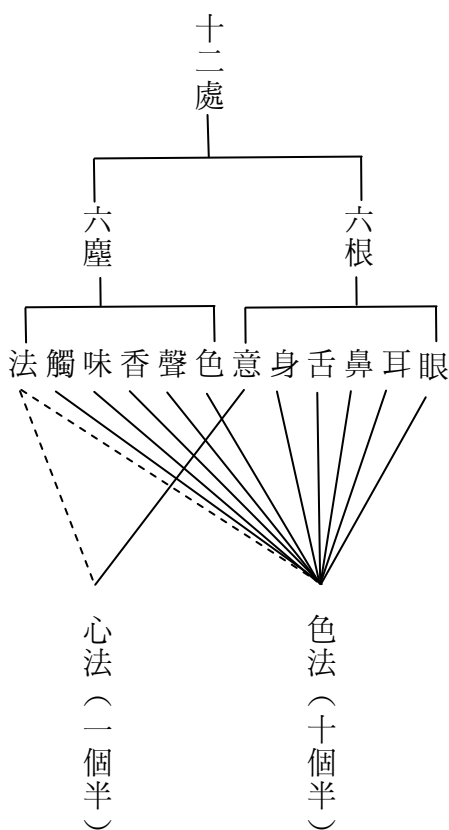 十二處
六根
六塵
眼
耳
鼻
舌
身
意
色
聲
香
味
觸
法
色法（十個半）
心法（一個半）